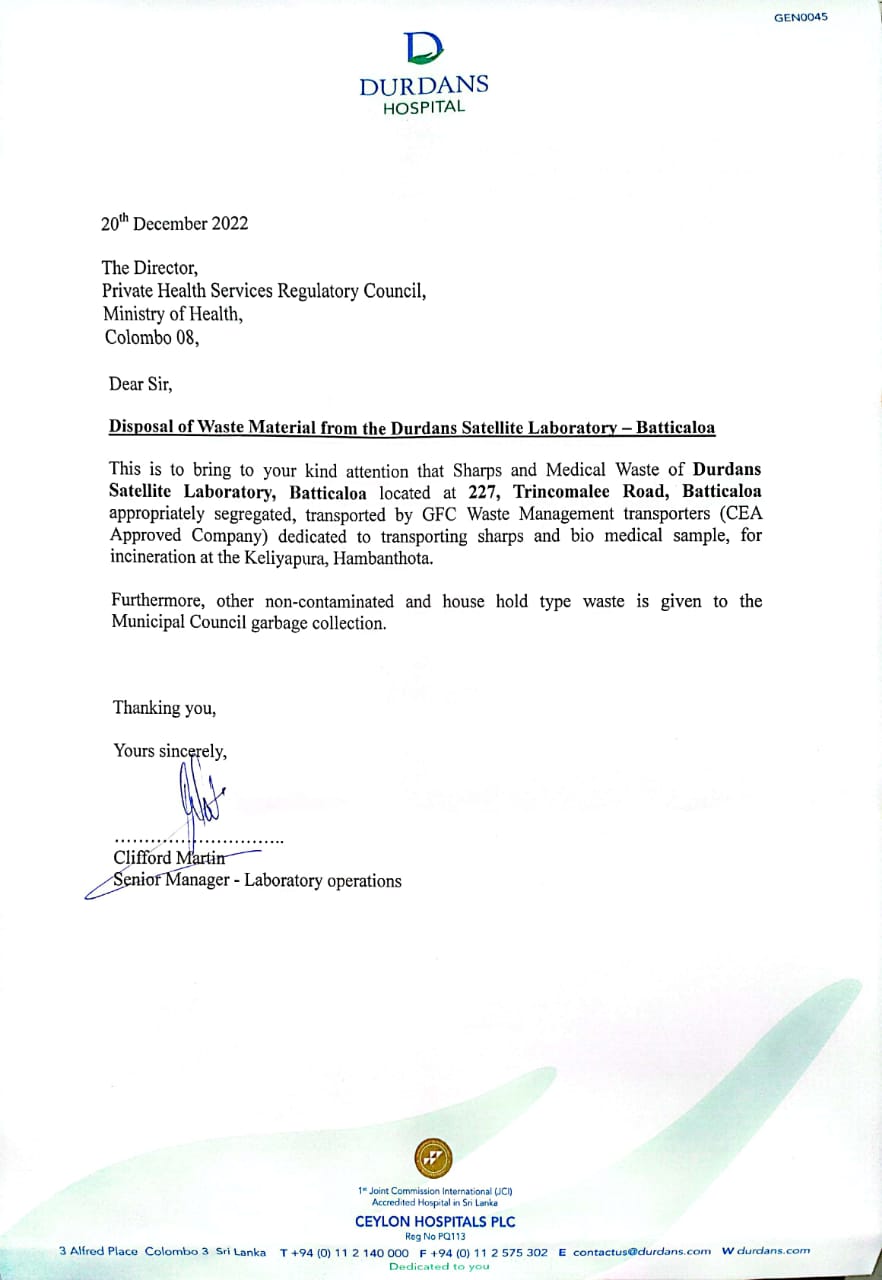 GEN0045
DURDANS
HOSPITAL
20th December 2022
The Director,
Private Health Services Regulatory Council,
Ministry of Health,
Colombo 08,
Dear Sir,
Disposal of Waste Material from the Durdans Satellite Laboratory – Batticaloa
This is to bring to your kind attention that Sharps and Medical Waste of Durdans
Satellite Laboratory, Batticaloa located at 227, Trincomalee Road, Batticaloa
appropriately segregated, transported by GFC Waste Management transporters (CEA
Approved Company) dedicated to transporting sharps and bio medical sample, for
incineration at the Keliyapura, Hambanthota.
Furthermore, other non-contaminated and house hold type waste is given to the
Municipal Council garbage collection.
Thanking you,
Yours sincerely,
Clifford Martin
Senior Manager - Laboratory operations
1st Joint Commission International (JCI)
Accredited Hospital in Sri Lanka
CEYLON HOSPITALS PLC
Reg No PQ113
3 Alfred Place Colombo 3 Sri Lanka T +94 (0) 11 2 140 000 F +94 (0) 11 2 575 302 E contactus@durdans.com W durdans.com
Dedicated to you